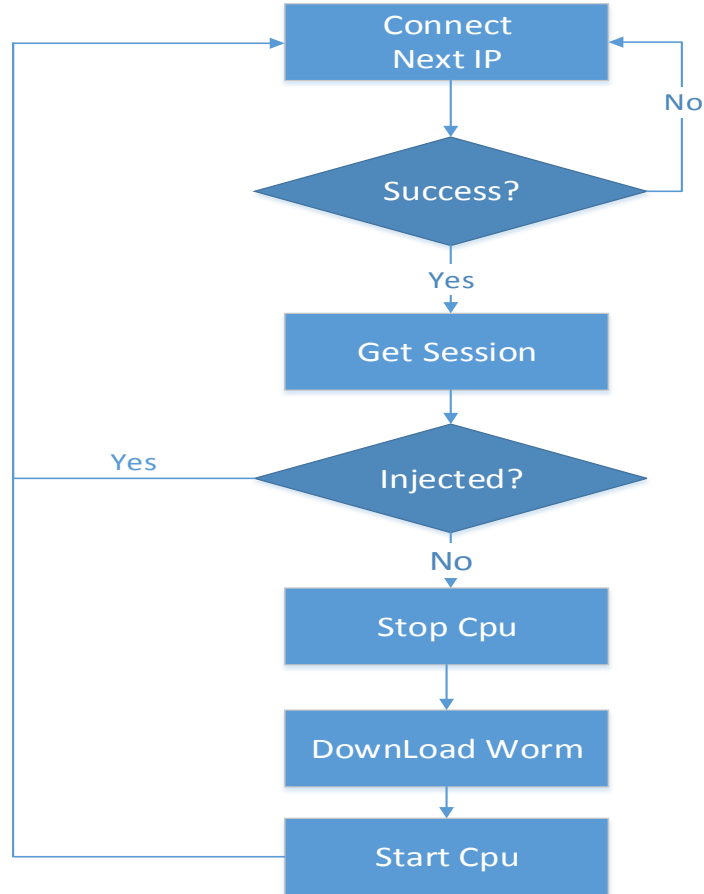 Connect
Next IP
No
Success?
Yes
Get Session
Yes
Injected?
No
Stop Cpu
DownLoad Worm
Start Cpu